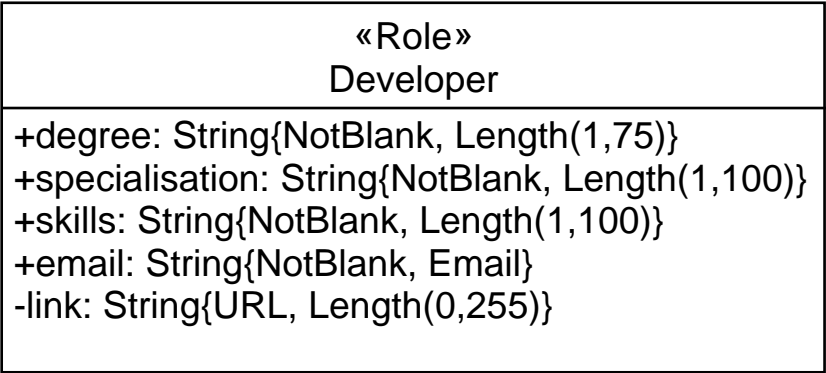 «Role»
Developer
+degree: String{NotBlank, Length(1,75)}
+specialisation: String{NotBlank, Length(1,100)}
+skills: String{NotBlank, Length(1,100)}
+email: String{NotBlank, Email}
-link: String{URL, Length(0,255)}